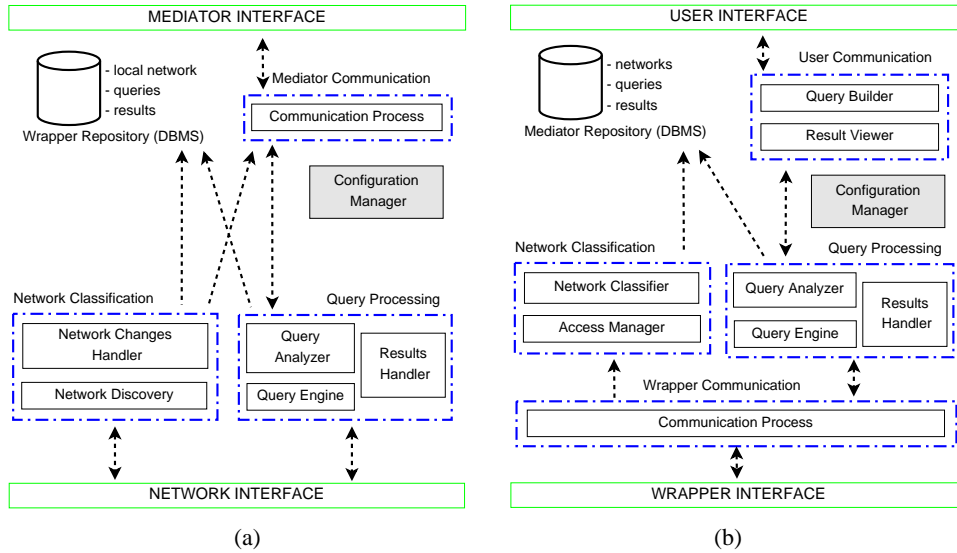 MEDIATOR INTERFACE
- local network
- queries
- results
Wrapper Repository (DBMS)
Mediator Communication
Communication Process
Configuration
Manager
Network Classification
Network Changes
Handler
Network Discovery
Query Processing
Query
Analyzer
Query Engine
Results
Handler
NETWORK INTERFACE
(a)
USER INTERFACE
- networks
- queries
- results
Mediator Repository (DBMS)
User Communication
Query Builder
Result Viewer
Configuration
Manager
Network Classification
Network Classifier
Access Manager
Query Processing
Query Analyzer
Query Engine
Results
Handler
Wrapper Communication
Communication Process
WRAPPER INTERFACE
(b)